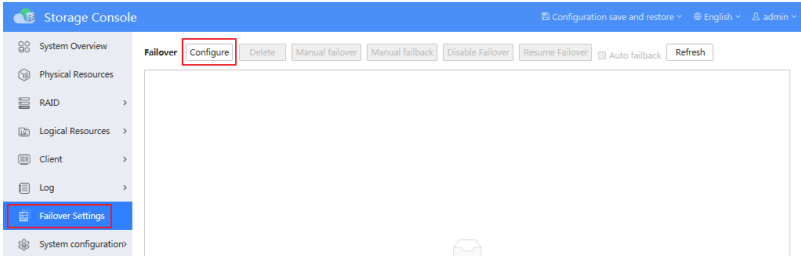 Storage Console
Configuration save and restore English admin
System Overview
Physical Resources
RAID
Logical Resources
Client
Log
Failover Settings
System configuration
Failover Configure Delete Manual failover Manual failback Disable Failover Resume Failover Auto failback Refresh